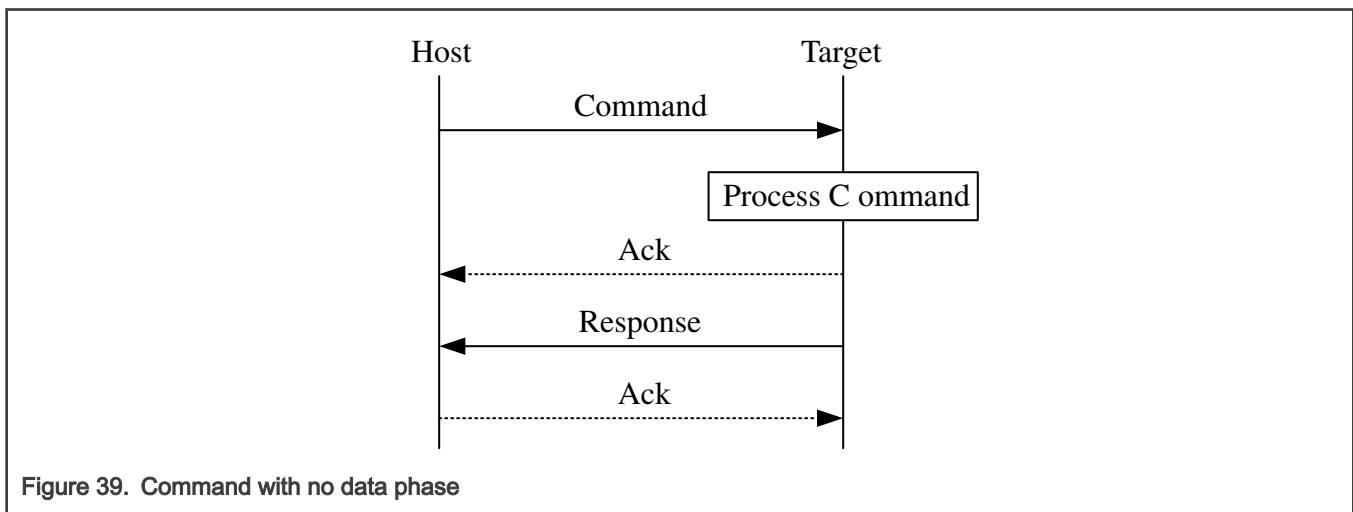 Host Target
Command
Process C ommand
Ack
Response
Ack
Figure 39. Command with no data phase